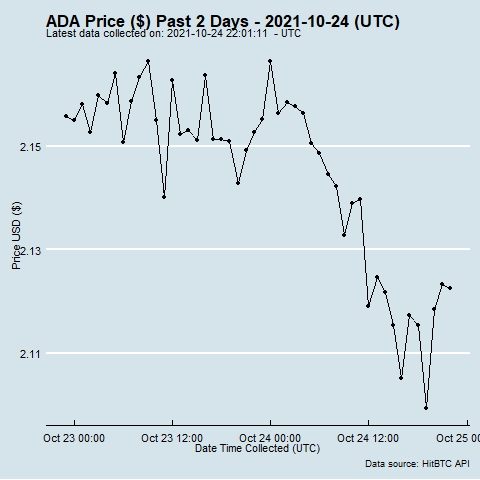 ADA Price ($) Past 2 Days - 2021-10-24 (UTC)
Latest data collected on: 2021-10-24 22:01:11 - UTC
2.15
2.13
2.11
Price USD ($)
Oct 23 00:00 Oct 23 12:00 Oct 24 00:00 Oct 24 12:00 Oct 25 00
Date Time Collected (UTC)
Data source: HitBTC API